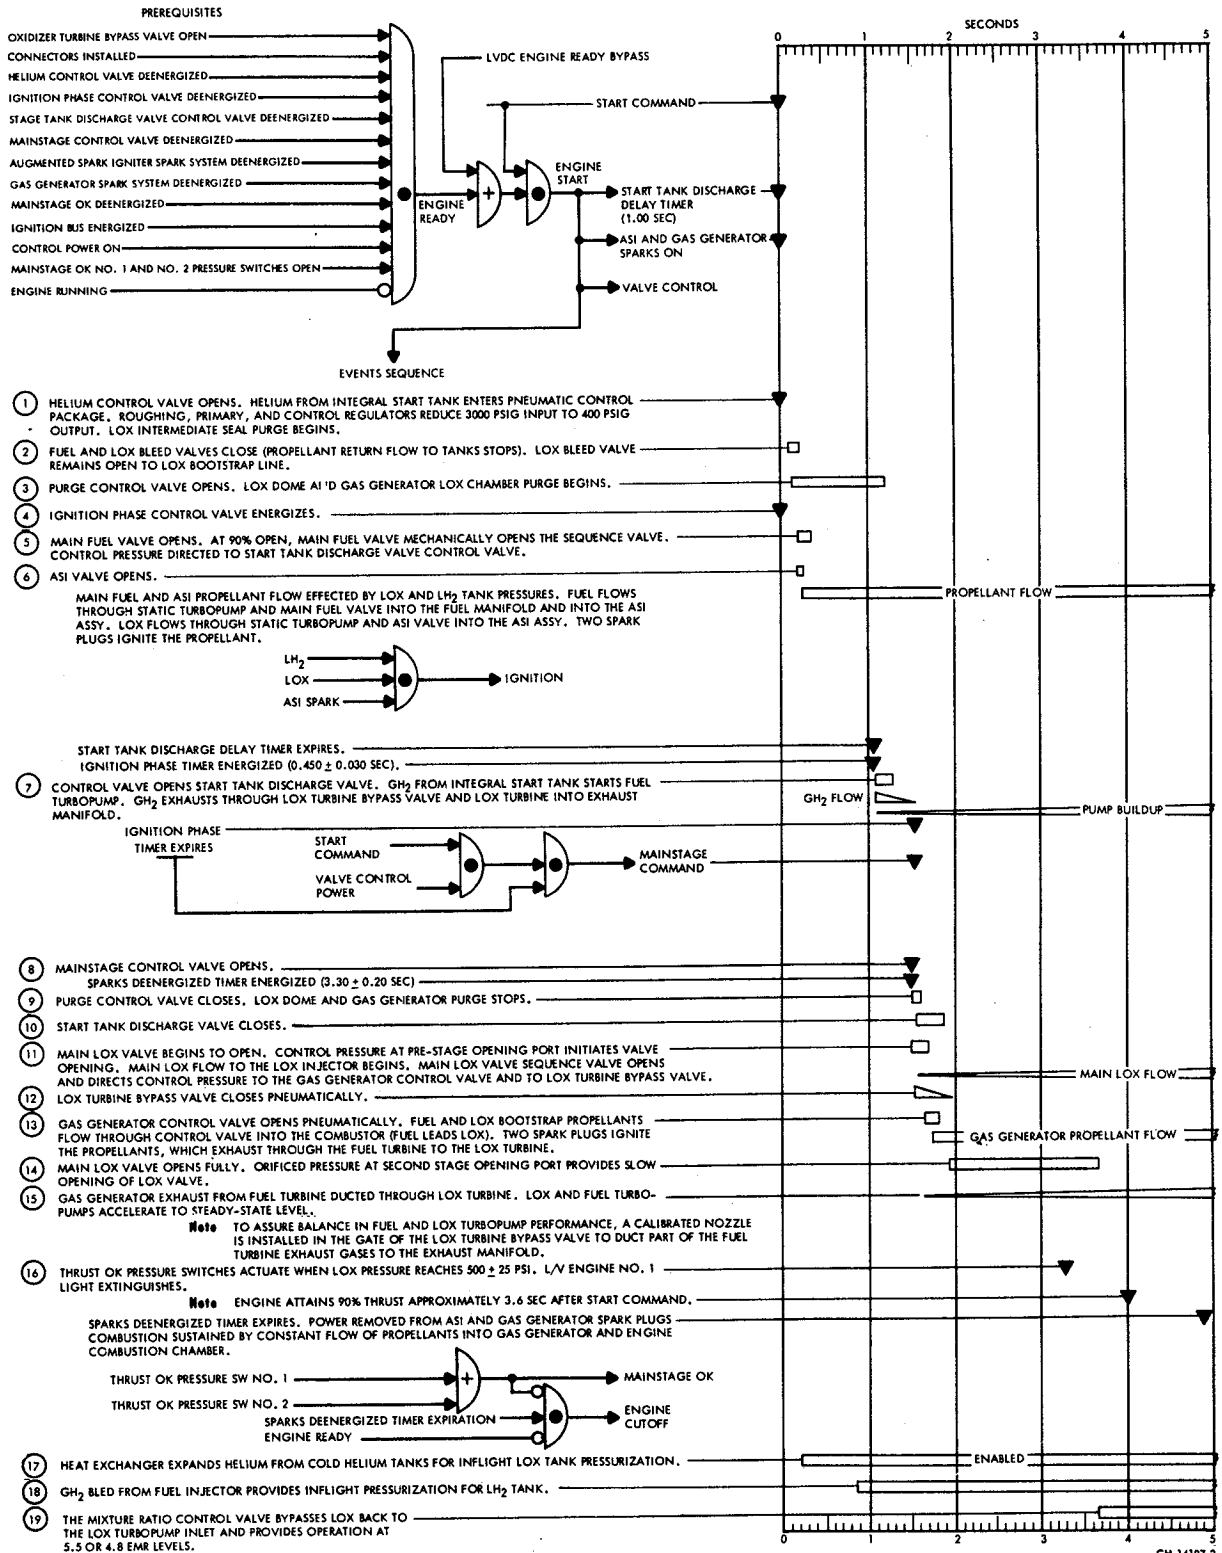 PREREQUISITES
OXIDIZER TURBINE BYPASS VALVE OPEN
CONNECTORS INSTALLED
HELIUM CONTROL VALVE DEENERGIZED
IGNITION PHASE CONTROL VALVE DEENERGIZED
STAGE TANK DISCHARGE VALVE CONTROL VALVE DEENERGIZED
MAINSTAGE CONTROL VALVE DEENERGIZED
AUGMENTED SPARK IGNITER SPARK SYSTEM DEENERGIZED
GAS GENERATOR SPARK SYSTEM DEENERGIZED
MAINSTAGE OK DEENERGIZED
IGNITION BUS ENERGIZED
CONTROL POWER ON
MAINSTAGE OK NO. 1 AND NO. 2 PRESSURE SWITCHES OPEN
ENGINE RUNNING
ENGINE
READY
LVDC ENGINE READY BYPASS
START COMMAND
+
ENGINE
START
START TANK DISCHARGE
DELAY TIMER
(1.00 SEC)
ASI AND GAS GENERATOR
SPARKS ON
VALVE CONTROL
EVENTS SEQUENCE
SECONDS
0 1 2 3 4 5
1 HELIUM CONTROL VALVE OPENS. HELIUM FROM INTEGRAL START TANK ENTERS PNEUMATIC CONTROL
PACKAGE. ROUGHING, PRIMARY, AND CONTROL REGULATORS REDUCE 3000 PSIG INPUT TO 400 PSIG
OUTPUT. LOX INTERMEDIATE SEAL PURGE BEGINS.
2 FUEL AND LOX BLEED VALVES CLOSE (PROPELLANT RETURN FLOW TO TANKS STOPS). LOX BLEED VALVE
REMAINS OPEN TO LOX BOOTSTRAP LINE.
3 PURGE CONTROL VALVE OPENS. LOX DOME AI'D GAS GENERATOR LOX CHAMBER PURGE BEGINS.
4 IGNITION PHASE CONTROL VALVE ENERGIZES.
5 MAIN FUEL VALVE OPENS. AT 90% OPEN, MAIN FUEL VALVE MECHANICALLY OPENS THE SEQUENCE VALVE.
CONTROL PRESSURE DIRECTED TO START TANK DISCHARGE VALVE CONTROL VALVE.
6 ASI VALVE OPENS.
MAIN FUEL AND ASI PROPELLANT FLOW EFFECTED BY LOX AND LH2 TANK PRESSURES. FUEL FLOWS
THROUGH STATIC TURBOPUMP AND MAIN FUEL VALVE INTO THE FUEL MANIFOLD AND INTO THE ASI
ASSY. LOX FLOWS THROUGH STATIC TURBOPUMP AND ASI VALVE INTO THE ASI ASSY. TWO SPARK
PLUGS IGNITE THE PROPELLANT.
PROPELLANT FLOW
LH2
LOX
ASI SPARK
IGNITION
START TANK DISCHARGE DELAY TIMER EXPIRES.
IGNITION PHASE TIMER ENERGIZED (0.450 ± 0.030 SEC).
7 CONTROL VALVE OPENS START TANK DISCHARGE VALVE. GH2 FROM INTEGRAL START TANK STARTS FUEL
TURBOPUMP. GH2 EXHAUSTS THROUGH LOX TURBINE BYPASS VALVE AND LOX TURBINE INTO EXHAUST
MANIFOLD.
GH2 FLOW
PUMP BUILDUP
IGNITION PHASE
TIMER EXPIRES
START
COMMAND
VALVE CONTROL
POWER
MAINSTAGE
COMMAND
8 MAINSTAGE CONTROL VALVE OPENS.
SPARKS DEENERGIZED TIMER ENERGIZED (3.30 ± 0.20 SEC)
9 PURGE CONTROL VALVE CLOSES. LOX DOME AND GAS GENERATOR PURGE STOPS.
10 START TANK DISCHARGE VALVE CLOSES.
11 MAIN LOX VALVE BEGINS TO OPEN. CONTROL PRESSURE AT PRE-STAGE OPENING PORT INITIATES VALVE
OPENING. MAIN LOX FLOW TO THE LOX INJECTOR BEGINS. MAIN LOX VALVE SEQUENCE VALVE OPENS
AND DIRECTS CONTROL PRESSURE TO THE GAS GENERATOR CONTROL VALVE AND TO LOX TURBINE BYPASS VALVE.
MAIN LOX FLOW
12 LOX TURBINE BYPASS VALVE CLOSES PNEUMATICALLY.
13 GAS GENERATOR CONTROL VALVE OPENS PNEUMATICALLY. FUEL AND LOX BOOTSTRAP PROPELLANTS
FLOW THROUGH CONTROL VALVE INTO THE COMBUSTOR (FUEL LEADS LOX). TWO SPARK PLUGS IGNITE
THE PROPELLANTS, WHICH EXHAUST THROUGH THE FUEL TURBINE TO THE LOX TURBINE.
GAS GENERATOR PROPELLANT FLOW
14 MAIN LOX VALVE OPENS FULLY. ORIFICED PRESSURE AT SECOND STAGE OPENING PORT PROVIDES SLOW
OPENING OF LOX VALVE.
15 GAS GENERATOR EXHAUST FROM FUEL TURBINE DUCTED THROUGH LOX TURBINE. LOX AND FUEL TURBO-
PUMPS ACCELERATE TO STEADY-STATE LEVEL.
Note TO ASSURE BALANCE IN FUEL AND LOX TURBOPUMP PERFORMANCE, A CALIBRATED NOZZLE
IS INSTALLED IN THE GATE OF THE LOX TURBINE BYPASS VALVE TO DUCT PART OF THE FUEL
TURBINE EXHAUST GASES TO THE EXHAUST MANIFOLD.
16 THRUST OK PRESSURE SWITCHES ACTUATE WHEN LOX PRESSURE REACHES 500 ± 25 PSI. L/V ENGINE NO. 1
LIGHT EXTINGUISHES.
Note ENGINE ATTAINS 90% THRUST APPROXIMATELY 3.6 SEC AFTER START COMMAND.
SPARKS DEENERGIZED TIMER EXPIRES. POWER REMOVED FROM ASI AND GAS GENERATOR SPARK PLUGS
COMBUSTION SUSTAINED BY CONSTANT FLOW OF PROPELLANTS INTO GAS GENERATOR AND ENGINE
COMBUSTION CHAMBER.
THRUST OK PRESSURE SW NO. 1
THRUST OK PRESSURE SW NO. 2
+
MAINSTAGE OK
SPARKS DEENERGIZED TIMER EXPIRATION
ENGINE READY
ENGINE
CUTOFF
17 HEAT EXCHANGER EXPANDS HELIUM FROM COLD HELIUM TANKS FOR INFLIGHT LOX TANK PRESSURIZATION.
ENABLED
18 GH2 BLED FROM FUEL INJECTOR PROVIDES INFLIGHT PRESSURIZATION FOR LH2 TANK.
19 THE MIXTURE RATIO CONTROL VALVE BYPASSES LOX BACK TO
THE LOX TURBOPUMP INLET AND PROVIDES OPERATION AT
5.5 OR 4.8 EMR LEVELS.
0 1 2 3 4 5